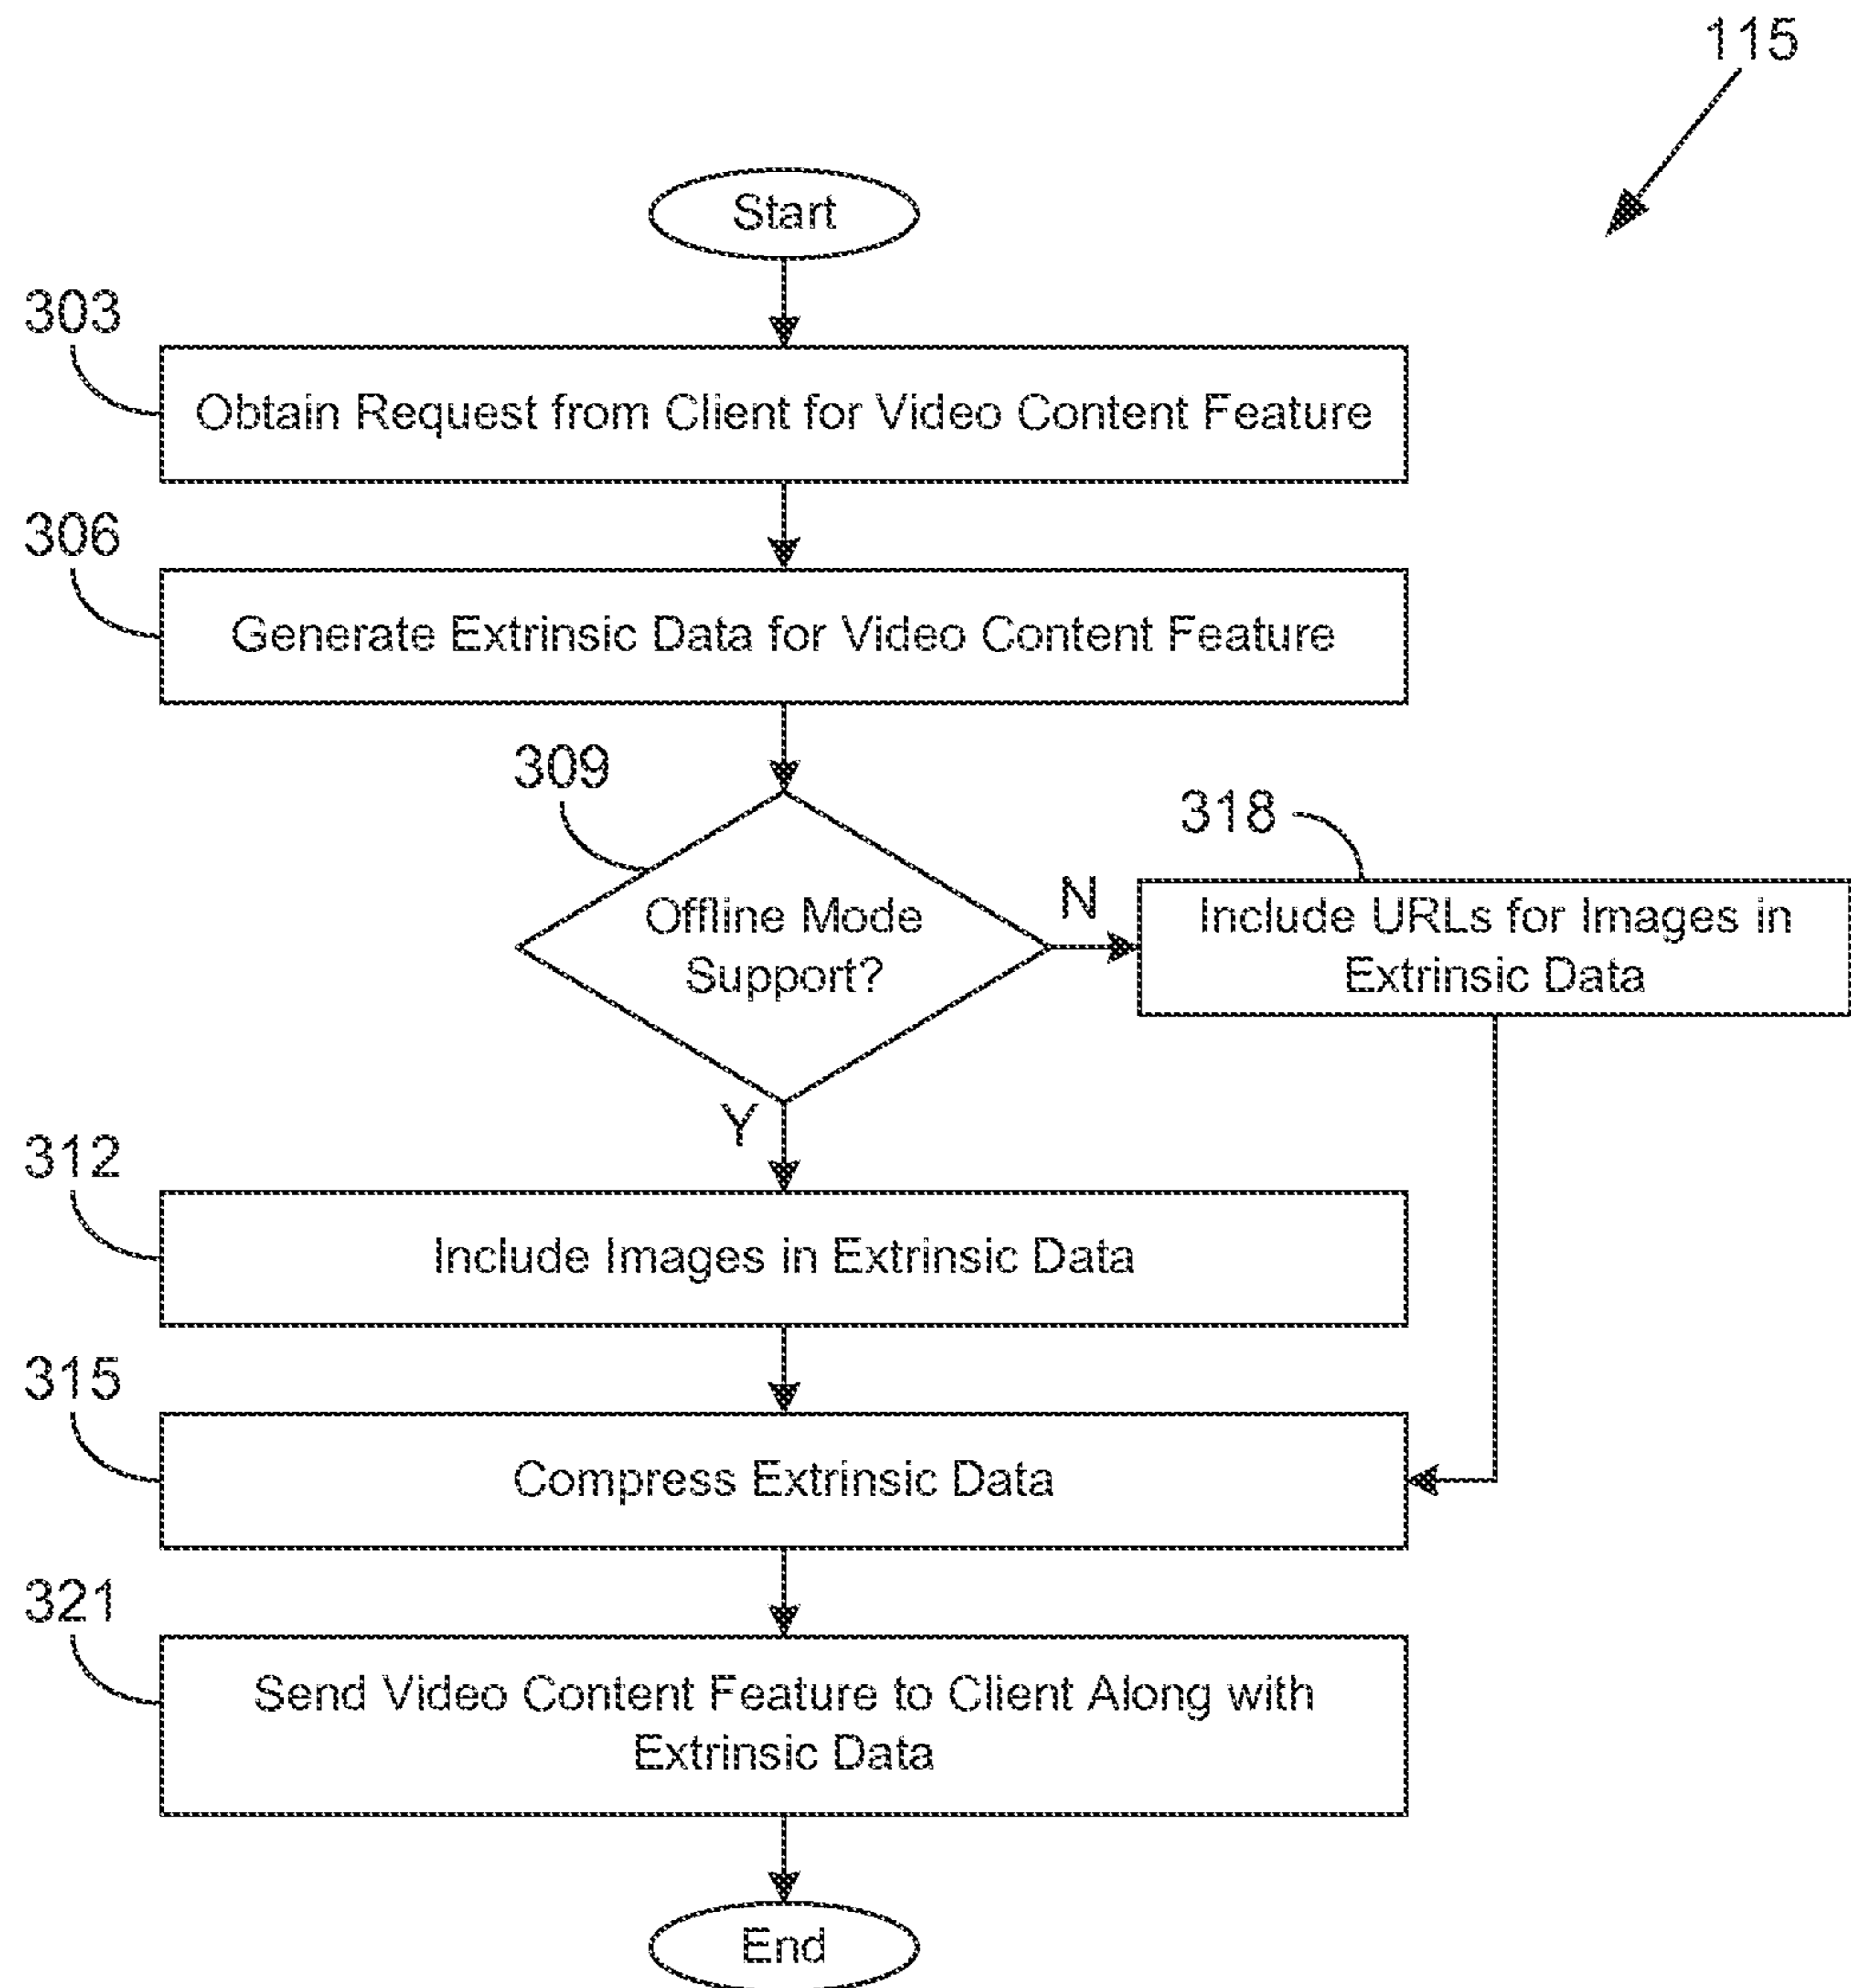 115
Start
303
Obtain Request from Client for Video Content Feature
306
Generate Extrinsic Data for Video Content Feature
309
318
Offline Mode
Support?
N
Include URLs for Images in
Extrinsic Data
Y
312
Include Images in Extrinsic Data
315
Compress Extrinsic Data
321
Send Video Content Feature to Client Along with
Extrinsic Data
End